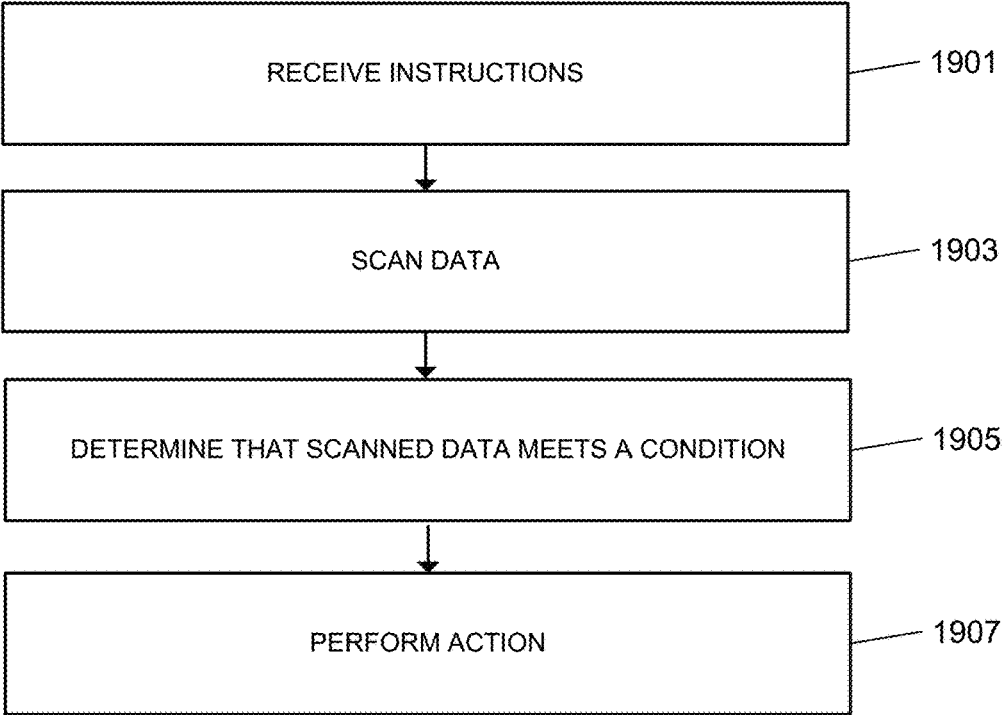 RECEIVE INSTRUCTIONS
1901
SCAN DATA
1903
DETERMINE THAT SCANNED DATA MEETS A CONDITION
1905
PERFORM ACTION
1907